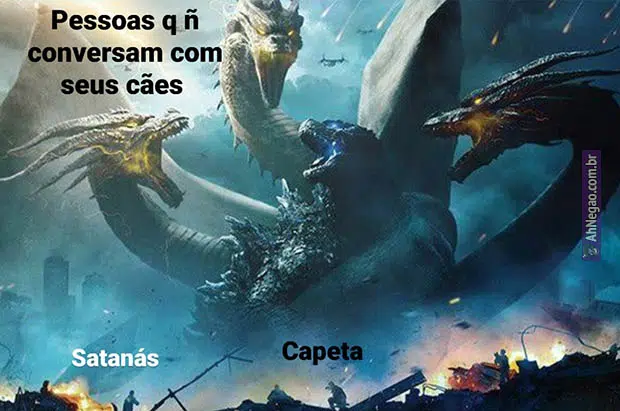 Pessoas q ñ
conversam com
seus cães
AhNegao.com.br
Satanás
Capeta